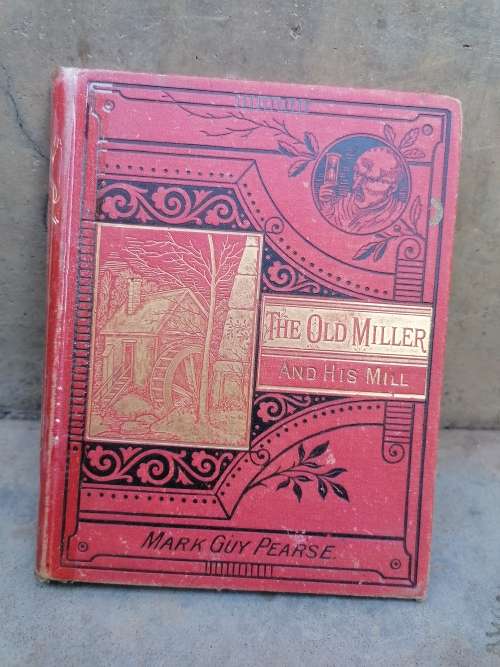 THE OLD MILLER
AND HIS MILL
MARK GUY PEARSE.